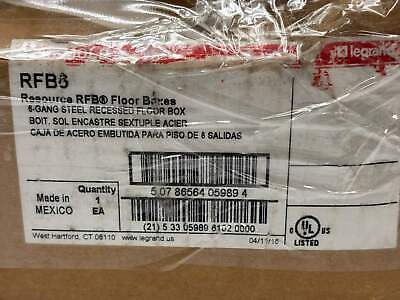 legrand
RFB6
Resource RFB® Floor Boxes
6-GANG STEEL RECESSED FLOOR BOX
BOIT. SOL ENCASTRE SEXTUPLE ACIER
CAJA DE ACERO EMBUTIDA PARA PISO DE 6 SALIDAS
Made in
MEXICO
Quantity
1
EA
5 07 86564 05989 4
(21) 5 33 05989 6102 0000
C UL US
LISTED
West Hartford, CT 06110 www.legrand.us
04/11/16